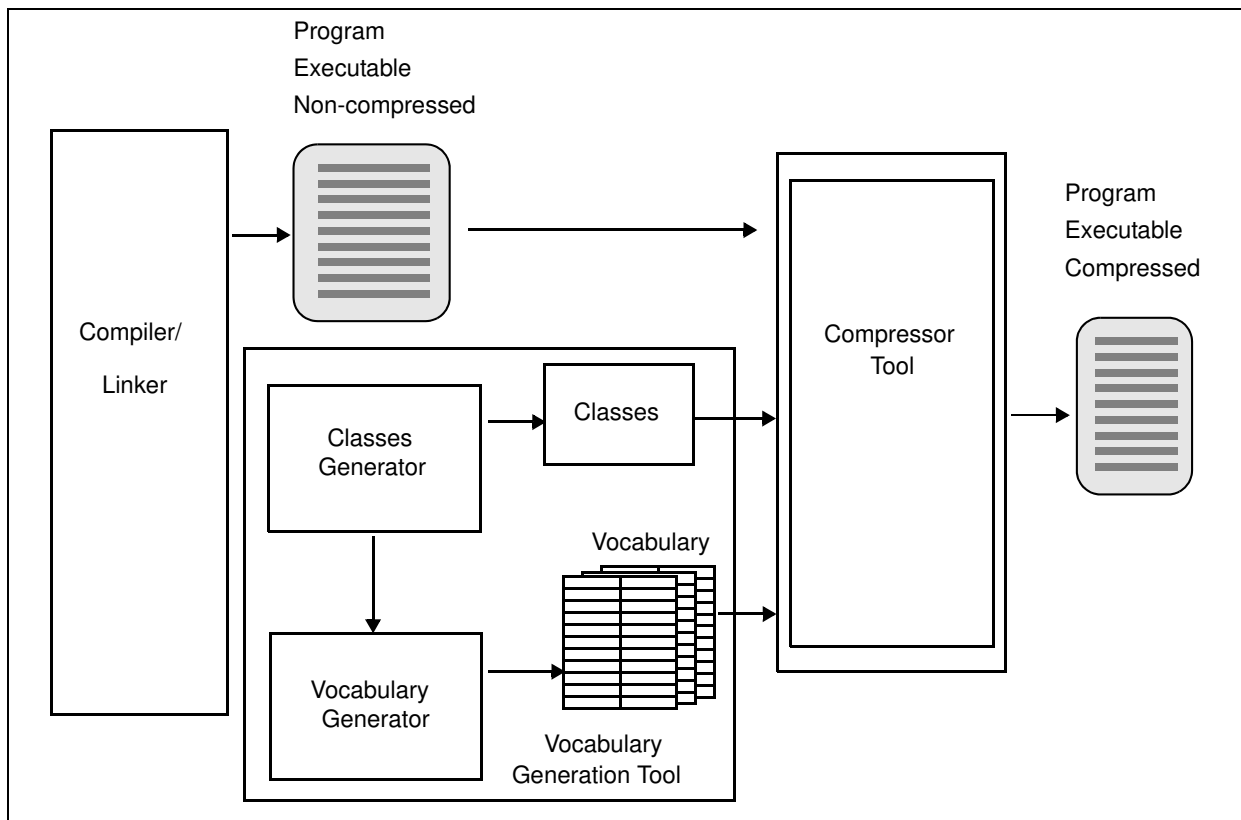 Program
Executable
Non-compressed
Compiler/
Linker
Classes
Generator
Classes
Vocabulary
Generator
Vocabulary
Vocabulary
Generation Tool
Compressor
Tool
Program
Executable
Compressed